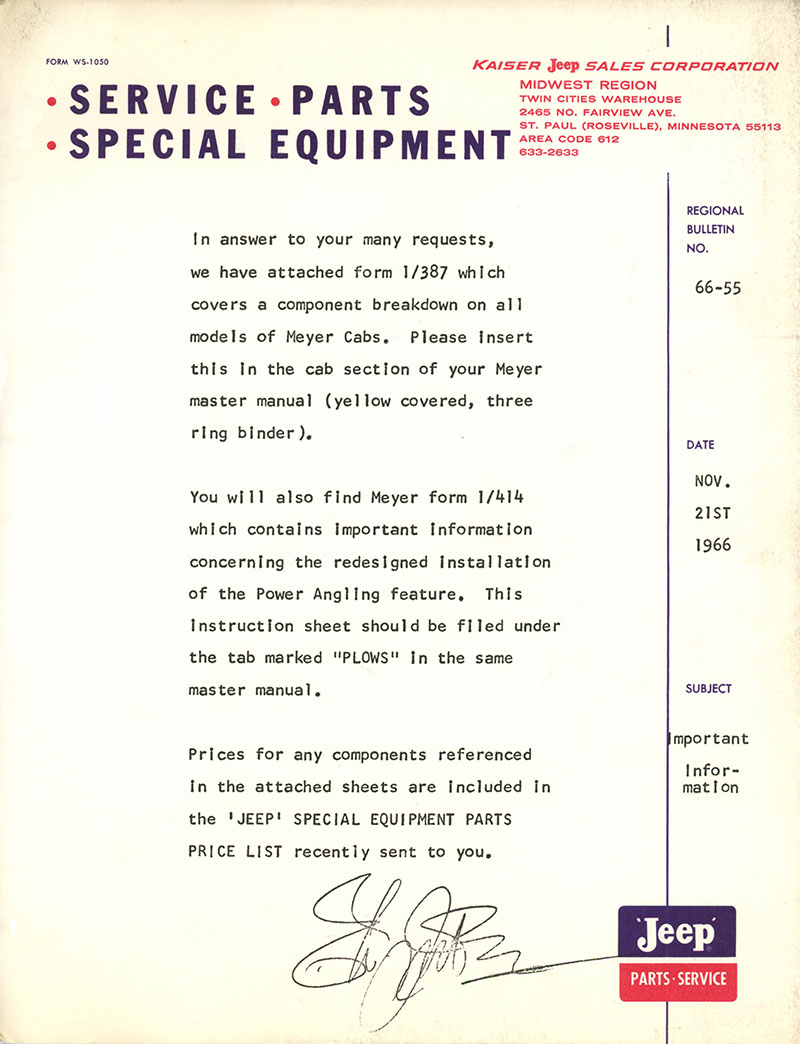 FORM WS-1050
KAISER Jeep SALES CORPORATION
MIDWEST REGION
TWIN CITIES WAREHOUSE
2465 NO. FAIRVIEW AVE.
ST. PAUL (ROSEVILLE), MINNESOTA 55113
AREA CODE 612
633-2633
• SERVICE • PARTS
• SPECIAL EQUIPMENT
In answer to your many requests,
we have attached form 1/387 which
covers a component breakdown on all
models of Meyer Cabs. Please insert
this in the cab section of your Meyer
master manual (yellow covered, three
ring binder).
You will also find Meyer form 1/414
which contains important information
concerning the redesigned installation
of the Power Angling feature. This
instruction sheet should be filed under
the tab marked "PLOWS" in the same
master manual.
Prices for any components referenced
in the attached sheets are included in
the 'JEEP' SPECIAL EQUIPMENT PARTS
PRICE LIST recently sent to you.
REGIONAL
BULLETIN
NO.
66-55
DATE
NOV.
21ST
1966
SUBJECT
Important
Infor-
mation
'Jeep'
PARTS·SERVICE